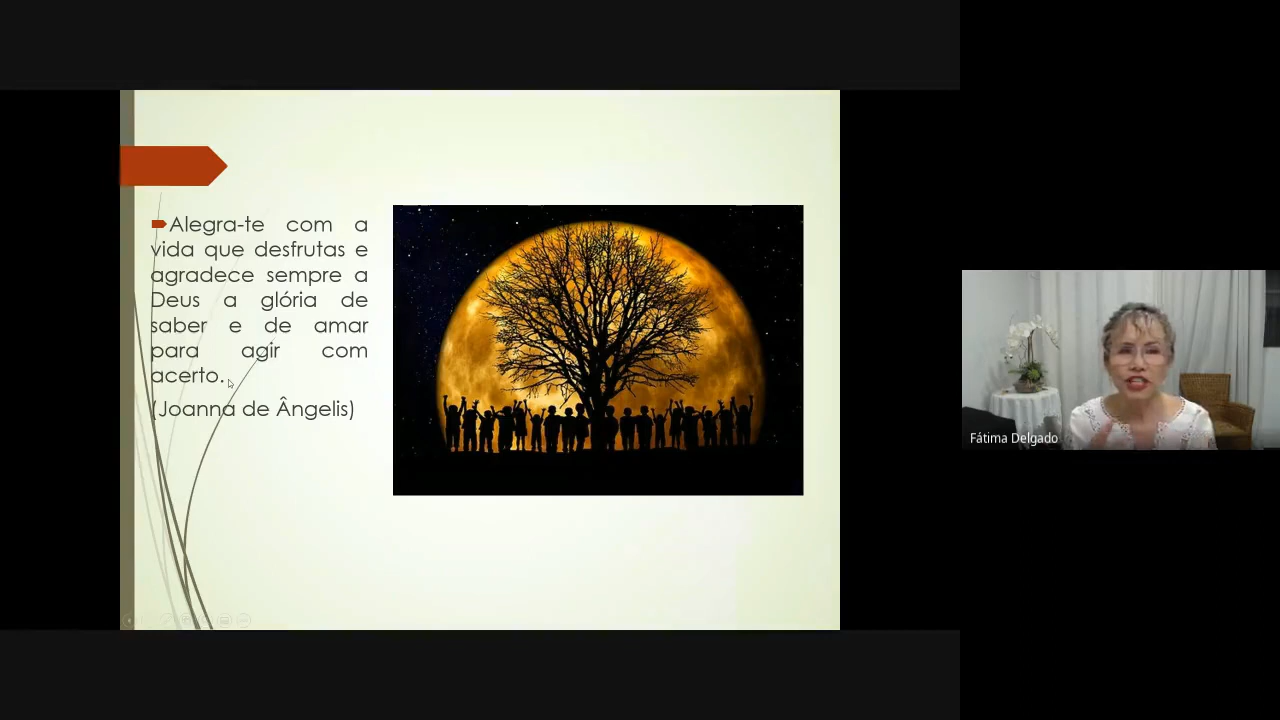 Alegra-te com a
vida que desfrutas e
agradece sempre a
Deus a glória de
saber e de amar
para agir com
acerto.
(Joanna de Ângelis)
Fátima Delgado